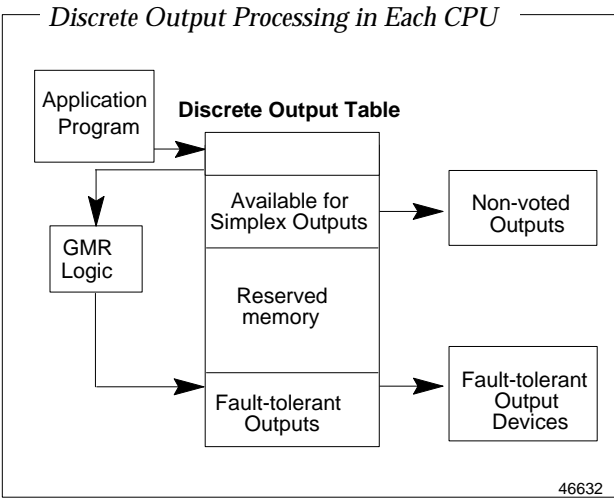 Discrete Output Processing in Each CPU
Application
Program
Discrete Output Table
Available for
Simplex Outputs
Non-voted
Outputs
GMR
Logic
Reserved
memory
Fault-tolerant
Outputs
Fault-tolerant
Output
Devices
46632